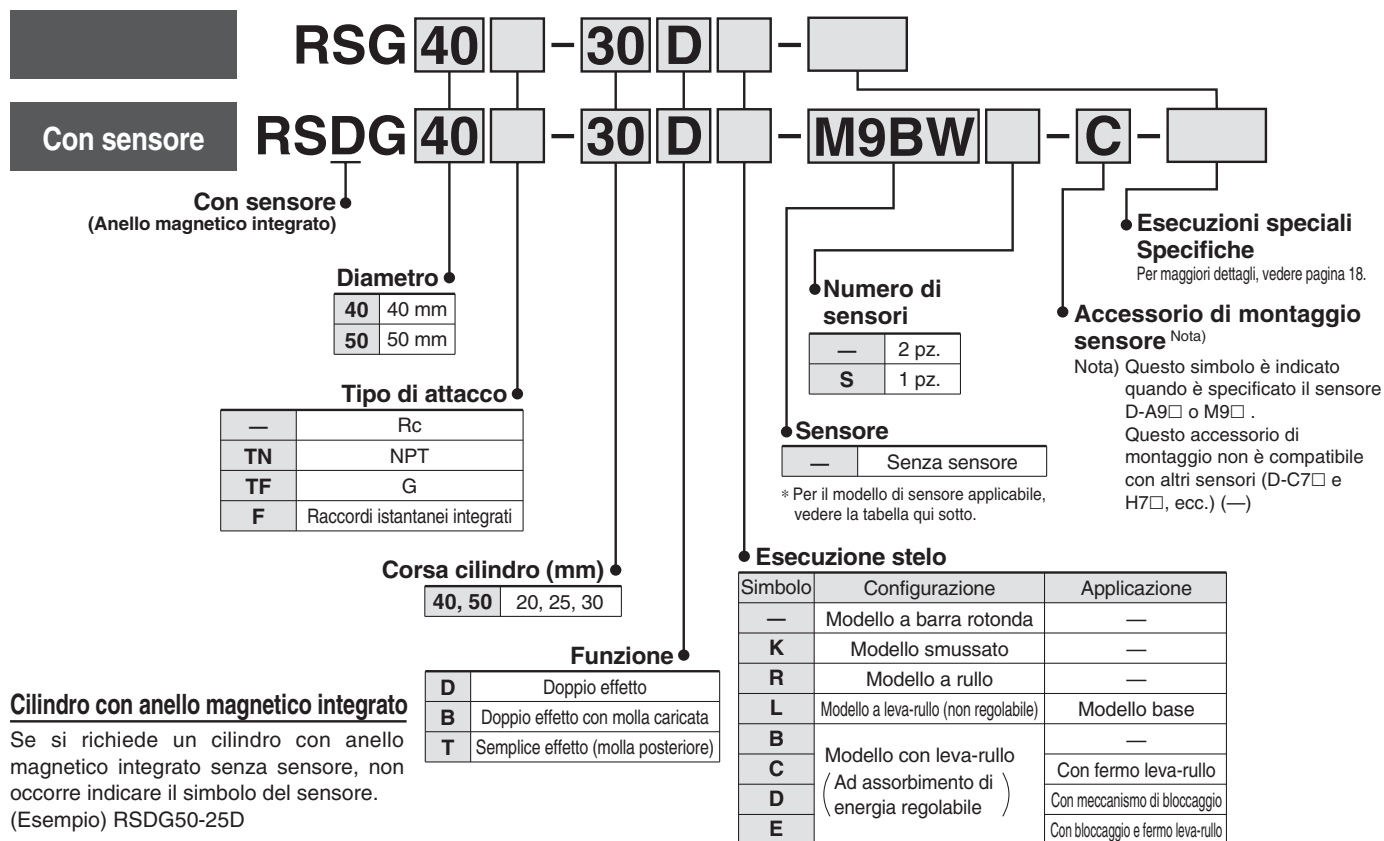 RSG 40 – 30 D –
Con sensore
RSDG 40 – 30 D – M9BW – C –
Con sensore
(Anello magnetico integrato)
Diametro
40 40 mm
50 50 mm
Tipo di attacco
— Rc
TN NPT
TF G
F Raccordi istantanei integrati
Corsa cilindro (mm)
40, 50 20, 25, 30
Funzione
D Doppio effetto
B Doppio effetto con molla caricata
T Semplice effetto (molla posteriore)
Cilindro con anello magnetico integrato
Se si richiede un cilindro con anello
magnetico integrato senza sensore, non
occorre indicare il simbolo del sensore.
(Esempio) RSDG50-25D
Numero di
sensori
— 2 pz.
S 1 pz.
Sensore
— Senza sensore
* Per il modello di sensore applicabile,
vedere la tabella qui sotto.
Esecuzioni speciali
Specifiche
Per maggiori dettagli, vedere pagina 18.
Accessorio di montaggio
sensore Nota)
Nota) Questo simbolo è indicato
quando è specificato il sensore
D-A9□ o M9□ .
Questo accessorio di
montaggio non è compatibile
con altri sensori (D-C7□ e
H7□, ecc.) (—)
Esecuzione stelo
Simbolo Configurazione Applicazione
— Modello a barra rotonda —
K Modello smussato —
R Modello a rullo —
L Modello a leva-rullo (non regolabile) Modello base
B Modello con leva-rullo —
C (Ad assorbimento di Con fermo leva-rullo
D energia regolabile) Con meccanismo di bloccaggio
E Con bloccaggio e fermo leva-rullo